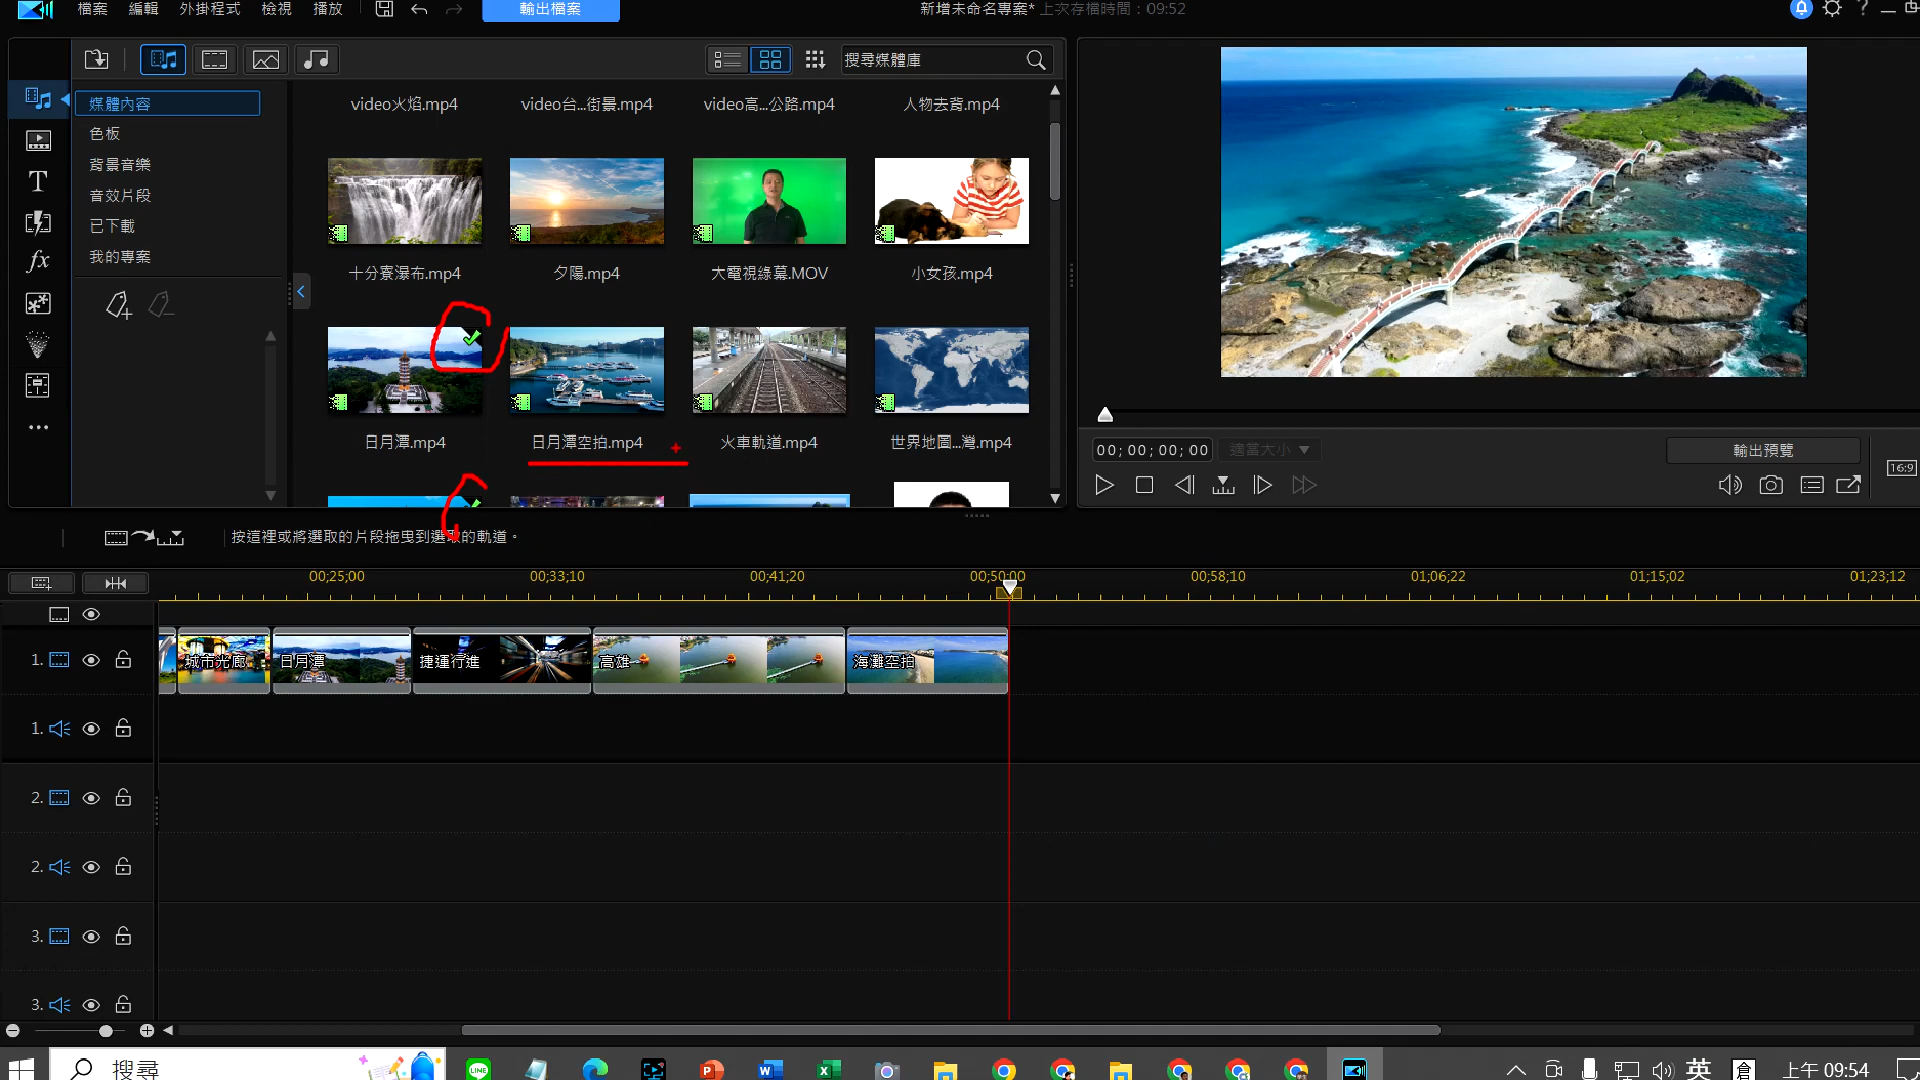 檔案 編輯 外掛程式 檢視 播放 輸出檔案 新增未命名專案* 上次存檔時間：09:52
搜尋媒體庫
媒體內容
色板
背景音樂
音效片段
已下載
我的專案
video火焰.mp4 video台...街景.mp4 video高...公路.mp4 人物去背.mp4
十分寮瀑布.mp4 夕陽.mp4 大電視綠幕.MOV 小女孩.mp4
日月潭.mp4 日月潭空拍.mp4 火車軌道.mp4 世界地圖...灣.mp4
00;00;00;00 適當大小 輸出預覽
16:9
按這裡或將選取的片段拖曳到選取的軌道。
00;25;00 00;33;10 00;41;20 00;50;00 00;58;10 01;06;22 01;15;02 01;23;12
1. 城市光廊 日月潭 捷運行進 高雄 海灘空拍
1.
2.
2.
3.
3.
搜尋 英 倉 上午 09:54